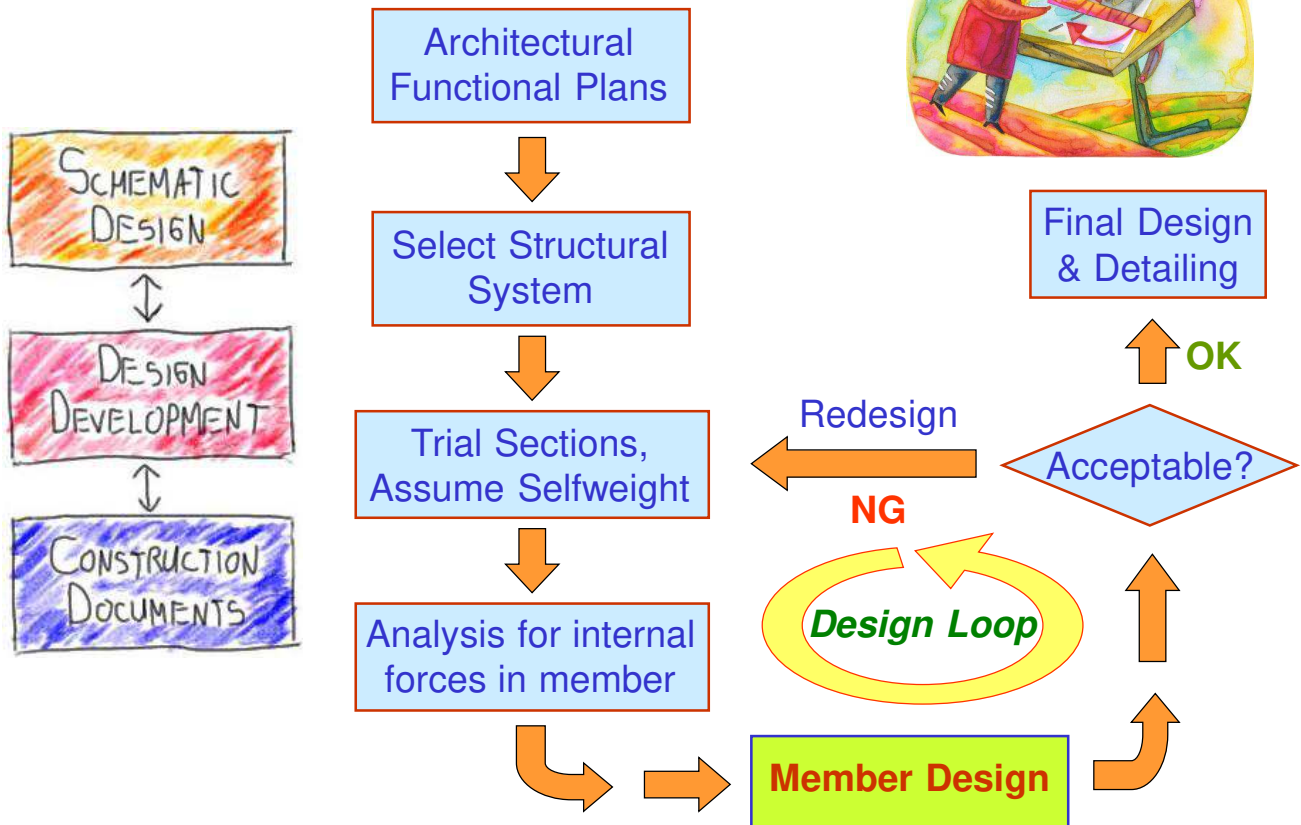 SCHEMATIC
DESIGN
DESIGN
DEVELOPMENT
CONSTRUCTION
DOCUMENTS
Architectural
Functional Plans
Select Structural
System
Trial Sections,
Assume Selfweight
Analysis for internal
forces in member
Member Design
Acceptable?
Redesign
NG
Design Loop
OK
Final Design
& Detailing